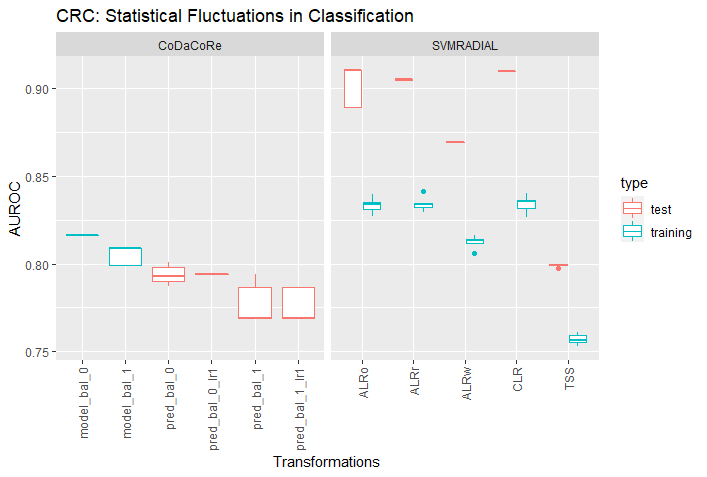 CRC: Statistical Fluctuations in Classification
CoDaCoRe
SVMRADIAL
AUROC
0.90
0.85
0.80
0.75
model_bal_0
model_bal_1
pred_bal_0
pred_bal_0_lr1
pred_bal_1
pred_bal_1_lr1
ALRo
ALRr
ALRw
CLR
TSS
Transformations
type
test
training